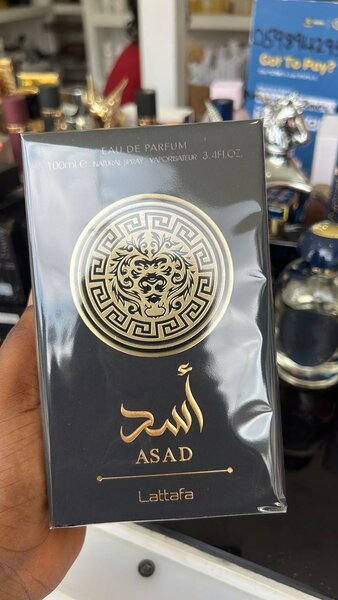 Got To Pay?
EAU DE PARFUM
100ml.e NATURAL SPRAY VAPORISATEUR 3.4FL.OZ.
أسد
ASAD
Lattafa